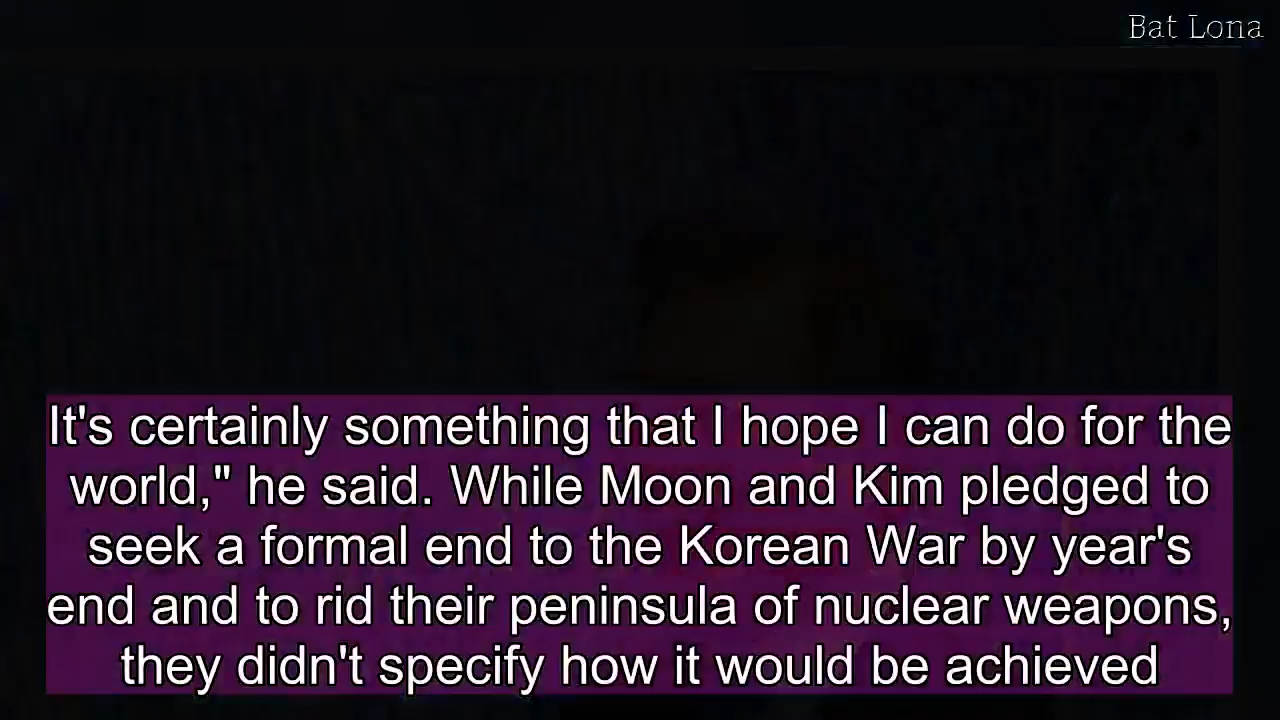 Bat Lona
It's certainly something that I hope I can do for the
world," he said. While Moon and Kim pledged to
seek a formal end to the Korean War by year's
end and to rid their peninsula of nuclear weapons,
they didn't specify how it would be achieved